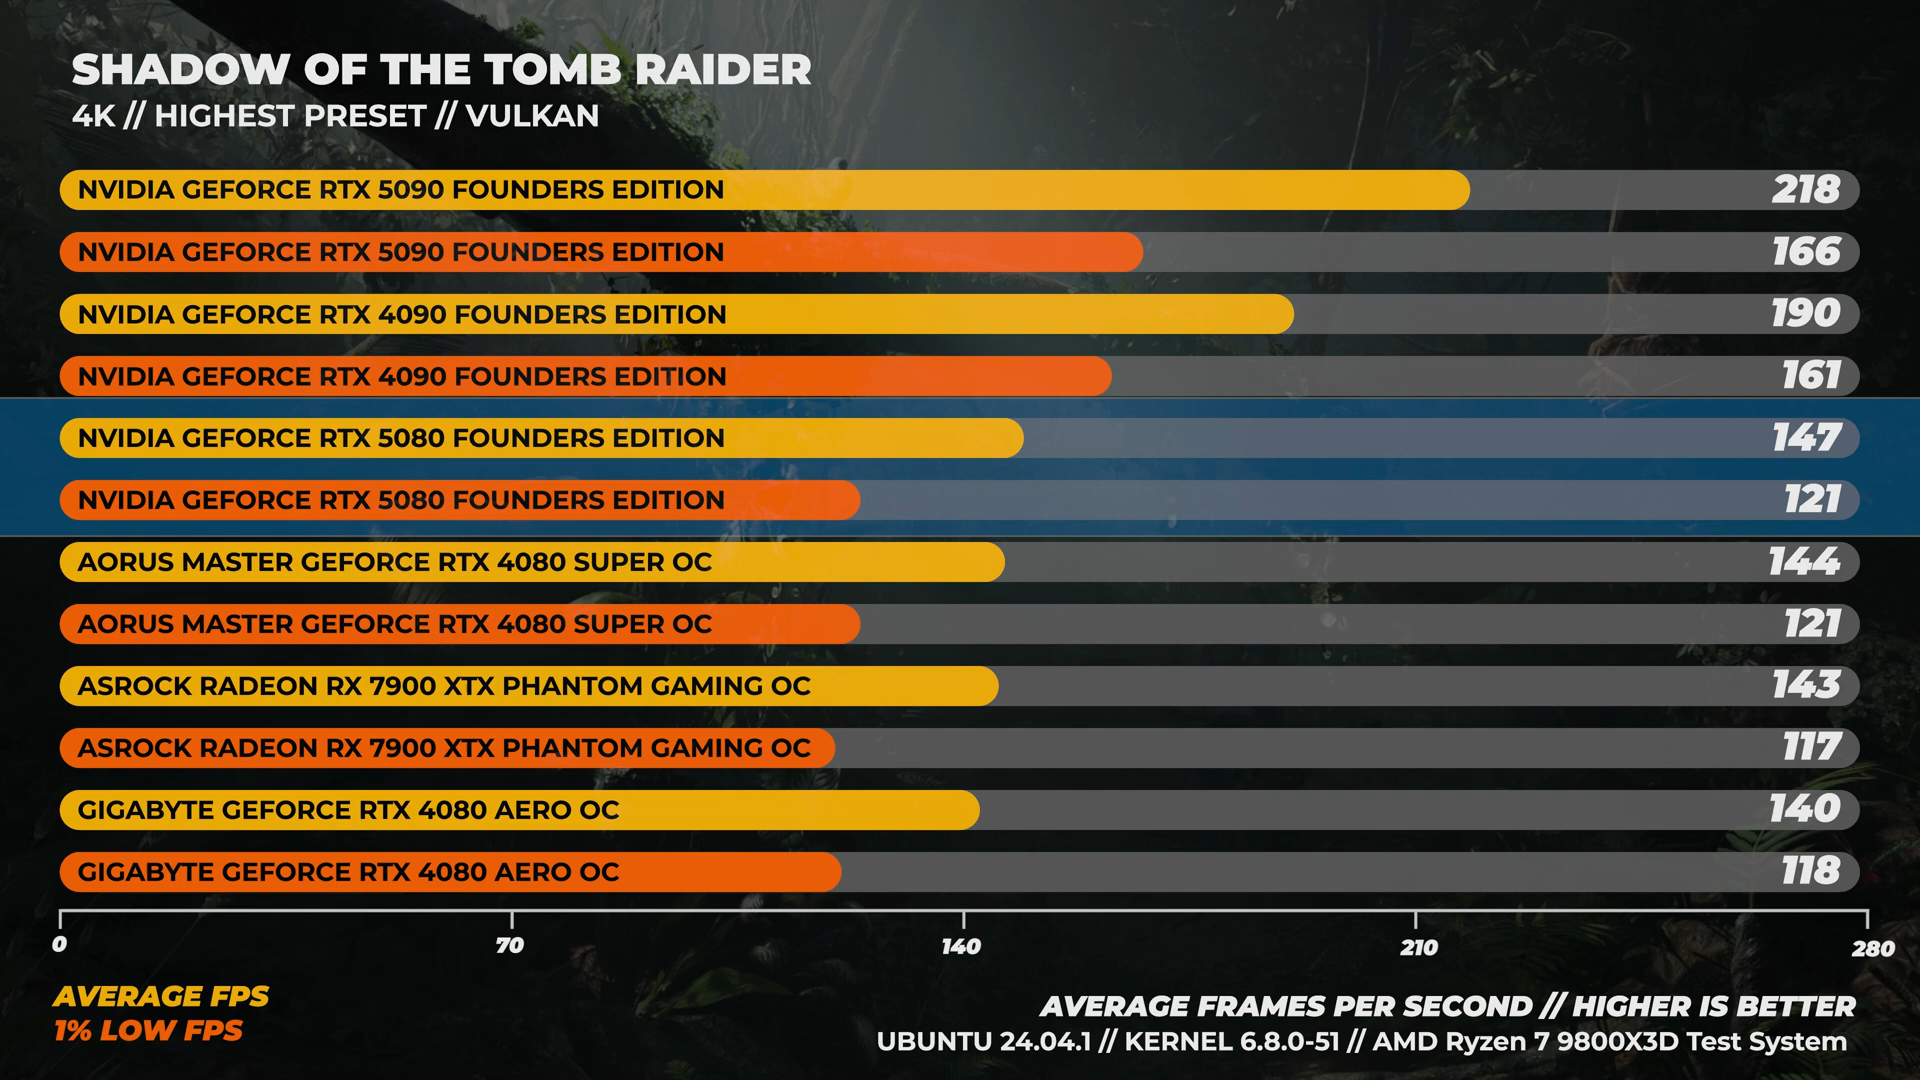 SHADOW OF THE TOMB RAIDER
4K // HIGHEST PRESET // VULKAN
NVIDIA GEFORCE RTX 5090 FOUNDERS EDITION 218
NVIDIA GEFORCE RTX 5090 FOUNDERS EDITION 166
NVIDIA GEFORCE RTX 4090 FOUNDERS EDITION 190
NVIDIA GEFORCE RTX 4090 FOUNDERS EDITION 161
NVIDIA GEFORCE RTX 5080 FOUNDERS EDITION 147
NVIDIA GEFORCE RTX 5080 FOUNDERS EDITION 121
AORUS MASTER GEFORCE RTX 4080 SUPER OC 144
AORUS MASTER GEFORCE RTX 4080 SUPER OC 121
ASROCK RADEON RX 7900 XTX PHANTOM GAMING OC 143
ASROCK RADEON RX 7900 XTX PHANTOM GAMING OC 117
GIGABYTE GEFORCE RTX 4080 AERO OC 140
GIGABYTE GEFORCE RTX 4080 AERO OC 118
0 70 140 210 280
AVERAGE FPS
1% LOW FPS
AVERAGE FRAMES PER SECOND // HIGHER IS BETTER
UBUNTU 24.04.1 // KERNEL 6.8.0-51 // AMD Ryzen 7 9800X3D Test System